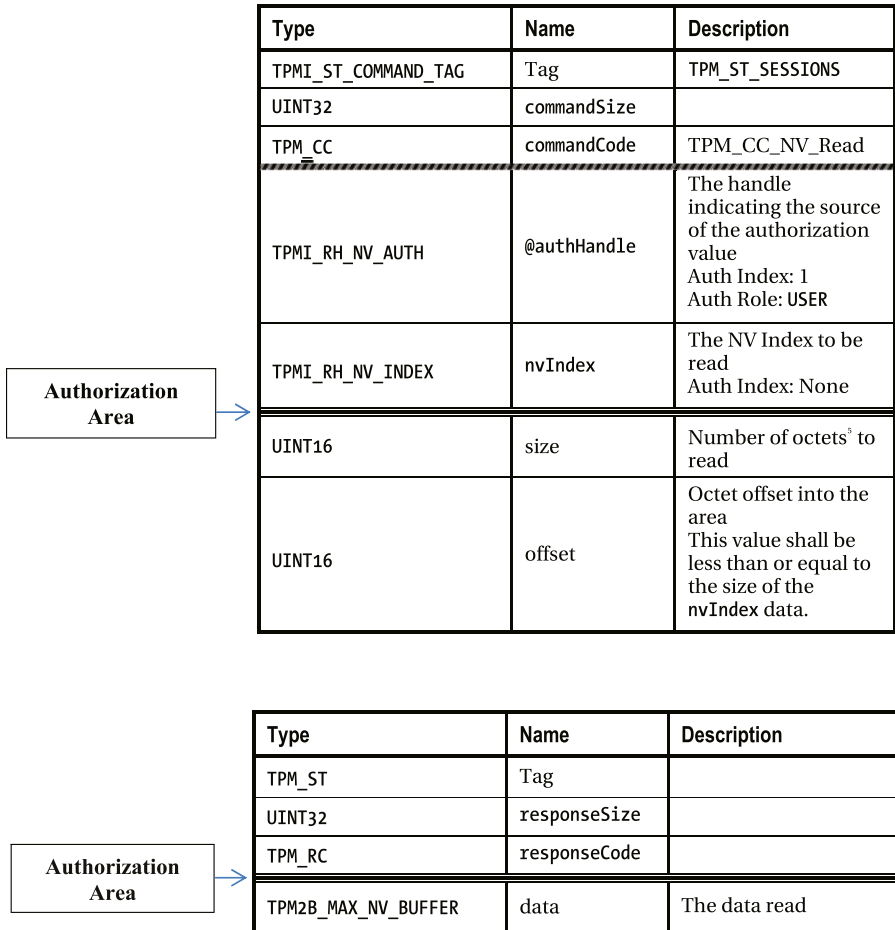 Type Name Description
TPMI_ST_COMMAND_TAG Tag TPM_ST_SESSIONS
UINT32 commandSize
TPM_CC commandCode TPM_CC_NV_Read
TPMI_RH_NV_AUTH @authHandle The handle
indicating the source
of the authorization
value
Auth Index: 1
Auth Role: USER
TPMI_RH_NV_INDEX nvIndex The NV Index to be
read
Auth Index: None
Authorization
Area
UINT16 size Number of octets⁵ to
read
UINT16 offset Octet offset into the
area
This value shall be
less than or equal to
the size of the
nvIndex data.
Type Name Description
TPM_ST Tag
UINT32 responseSize
TPM_RC responseCode
Authorization
Area
TPM2B_MAX_NV_BUFFER data The data read